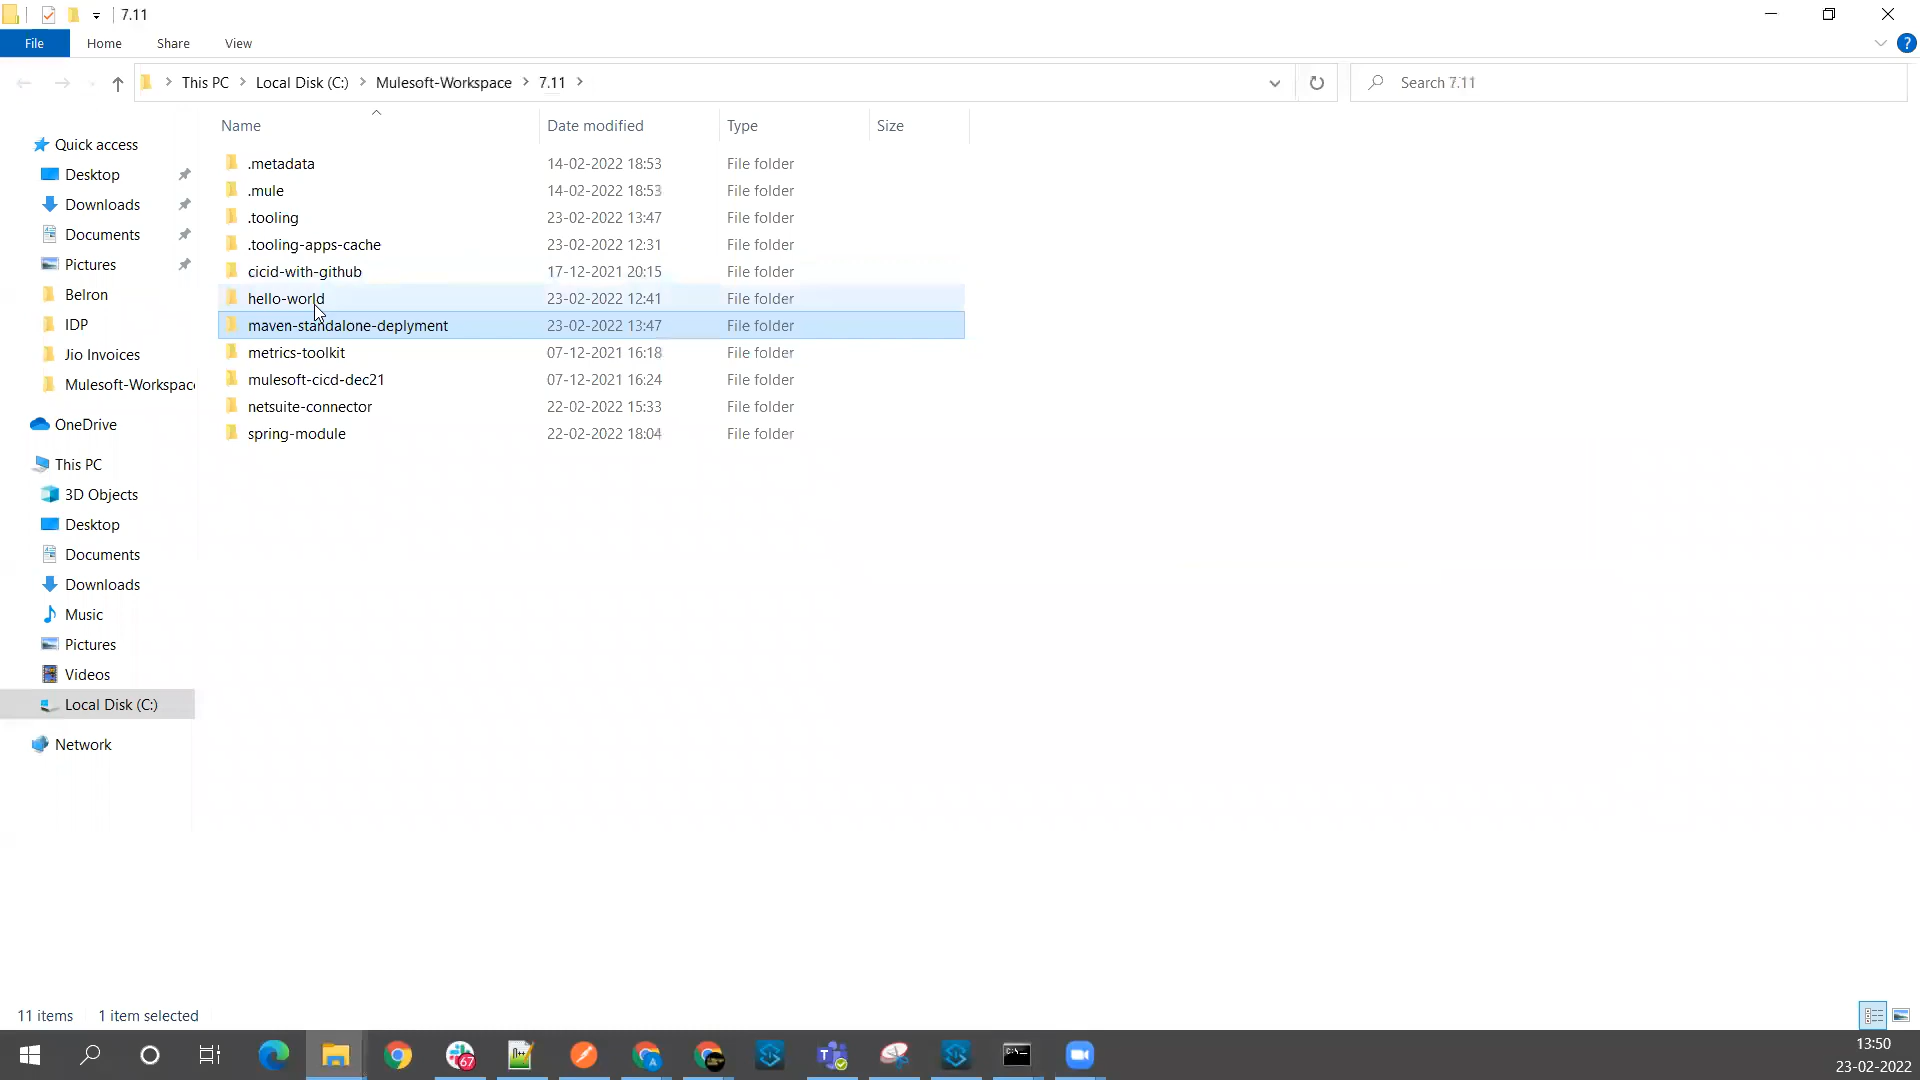 7.11
File Home Share View
This PC Local Disk (C:) Mulesoft-Workspace 7.11 Search 7.11
Name Date modified Type Size
.metadata 14-02-2022 18:53 File folder
.mule 14-02-2022 18:53 File folder
.tooling 23-02-2022 13:47 File folder
.tooling-apps-cache 23-02-2022 12:31 File folder
cicid-with-github 17-12-2021 20:15 File folder
hello-world 23-02-2022 12:41 File folder
maven-standalone-deplyment 23-02-2022 13:47 File folder
metrics-toolkit 07-12-2021 16:18 File folder
mulesoft-cicd-dec21 07-12-2021 16:24 File folder
netsuite-connector 22-02-2022 15:33 File folder
spring-module 22-02-2022 18:04 File folder
Quick access
Desktop
Downloads
Documents
Pictures
Belron
IDP
Jio Invoices
Mulesoft-Workspac
OneDrive
This PC
3D Objects
Desktop
Documents
Downloads
Music
Pictures
Videos
Local Disk (C:)
Network
11 items 1 item selected
67
A
13:50
23-02-2022